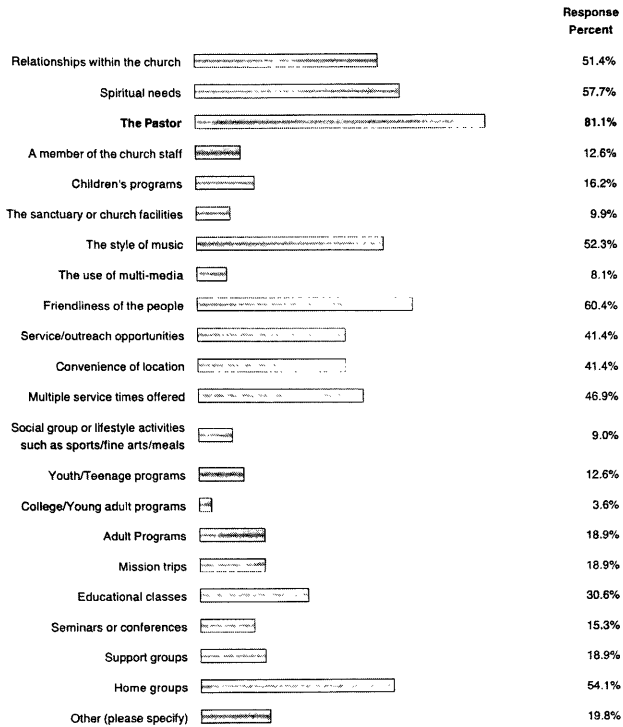 Response
Percent
Relationships within the church 51.4%
Spiritual needs 57.7%
The Pastor 81.1%
A member of the church staff 12.6%
Children's programs 16.2%
The sanctuary or church facilities 9.9%
The style of music 52.3%
The use of multi-media 8.1%
Friendliness of the people 60.4%
Service/outreach opportunities 41.4%
Convenience of location 41.4%
Multiple service times offered 46.9%
Social group or lifestyle activities
such as sports/fine arts/meals 9.0%
Youth/Teenage programs 12.6%
College/Young adult programs 3.6%
Adult Programs 18.9%
Mission trips 18.9%
Educational classes 30.6%
Seminars or conferences 15.3%
Support groups 18.9%
Home groups 54.1%
Other (please specify) 19.8%